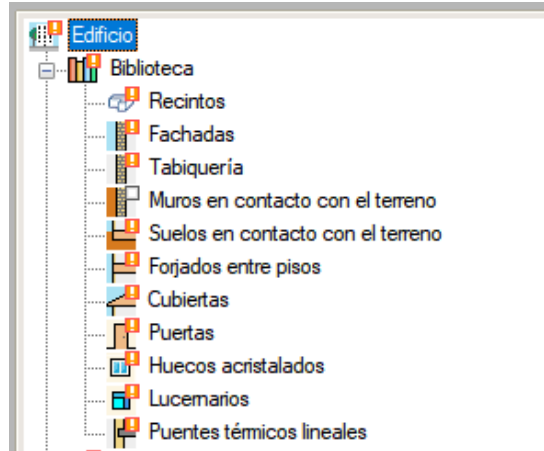 Edificio
Biblioteca
Recintos
Fachadas
Tabiquería
Muros en contacto con el terreno
Suelos en contacto con el terreno
Forjados entre pisos
Cubiertas
Puertas
Huecos acristalados
Lucernarios
Puentes térmicos lineales